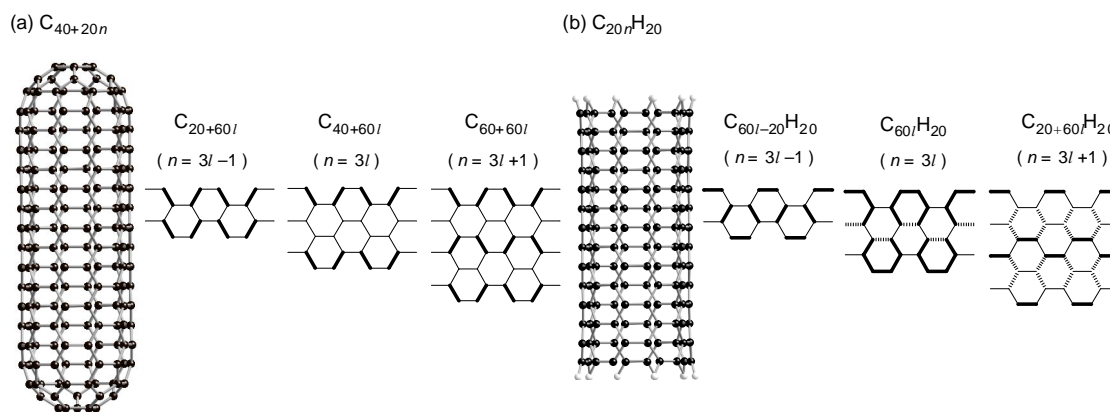 (a) C40+20n
C20+60l
( n = 3l −1 )
C40+60l
( n = 3l )
C60+60l
( n = 3l +1 )
(b) C20nH20
C60l−20H20
( n = 3l −1 )
C60lH20
( n = 3l )
C20+60lH20
( n = 3l +1 )